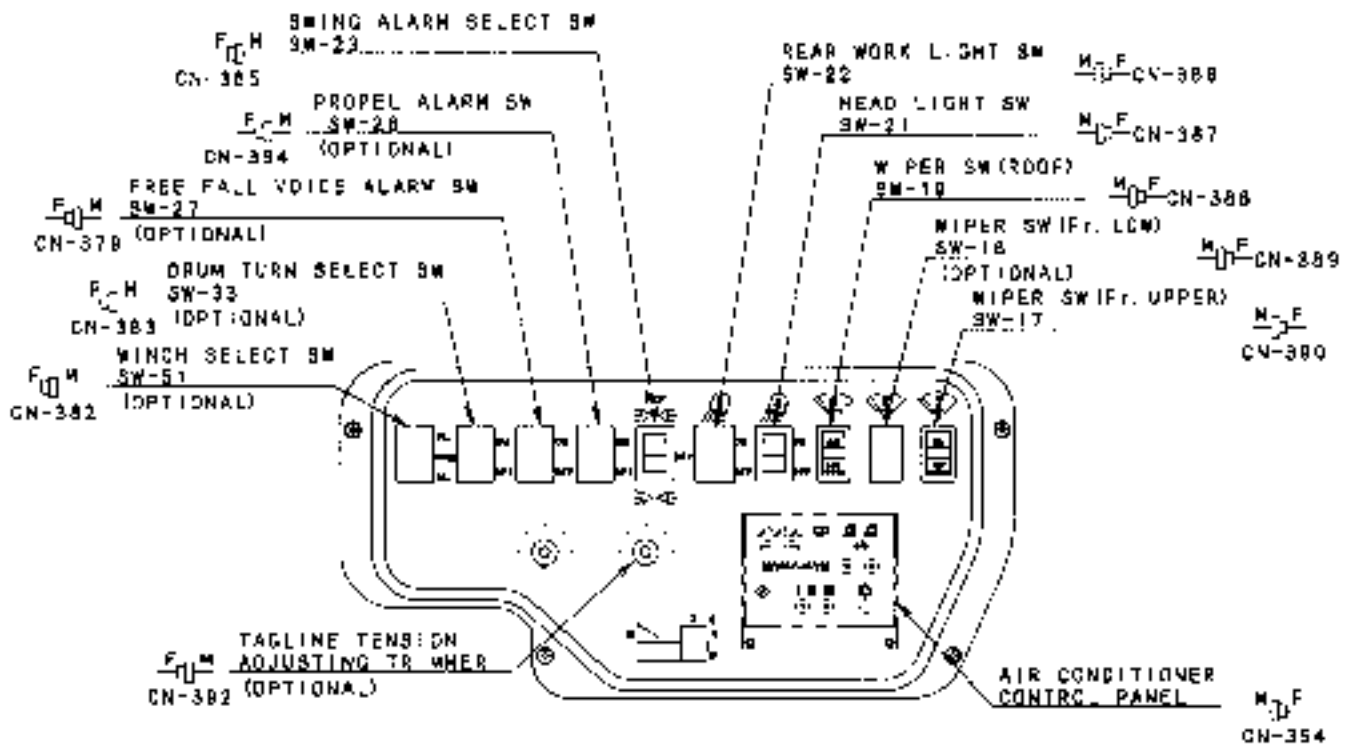 SWING ALARM SELECT SW
SW-23
F M
CN-385
PROPEL ALARM SW
SW-28
(OPTIONAL)
F M
CN-394
FREE FALL VOICE ALARM SW
SW-27
(OPTIONAL)
F M
CN-379
DRUM TURN SELECT SW
SW-33
(OPTIONAL)
F M
CN-383
WINCH SELECT SW
SW-51
(OPTIONAL)
F M
CN-382
REAR WORK LIGHT SW
SW-22
M F
CN-388
HEAD LIGHT SW
SW-21
M F
CN-387
WIPER SW(ROOF)
SW-19
M F
CN-386
WIPER SW(Fr. LOW)
SW-18
(OPTIONAL)
M F
CN-389
WIPER SW(Fr. UPPER)
SW-17
M F
CN-390
TAGLINE TENSION
ADJUSTING TRIMMER
(OPTIONAL)
F M
CN-392
AIR CONDITIONER
CONTROL PANEL
M F
CN-354